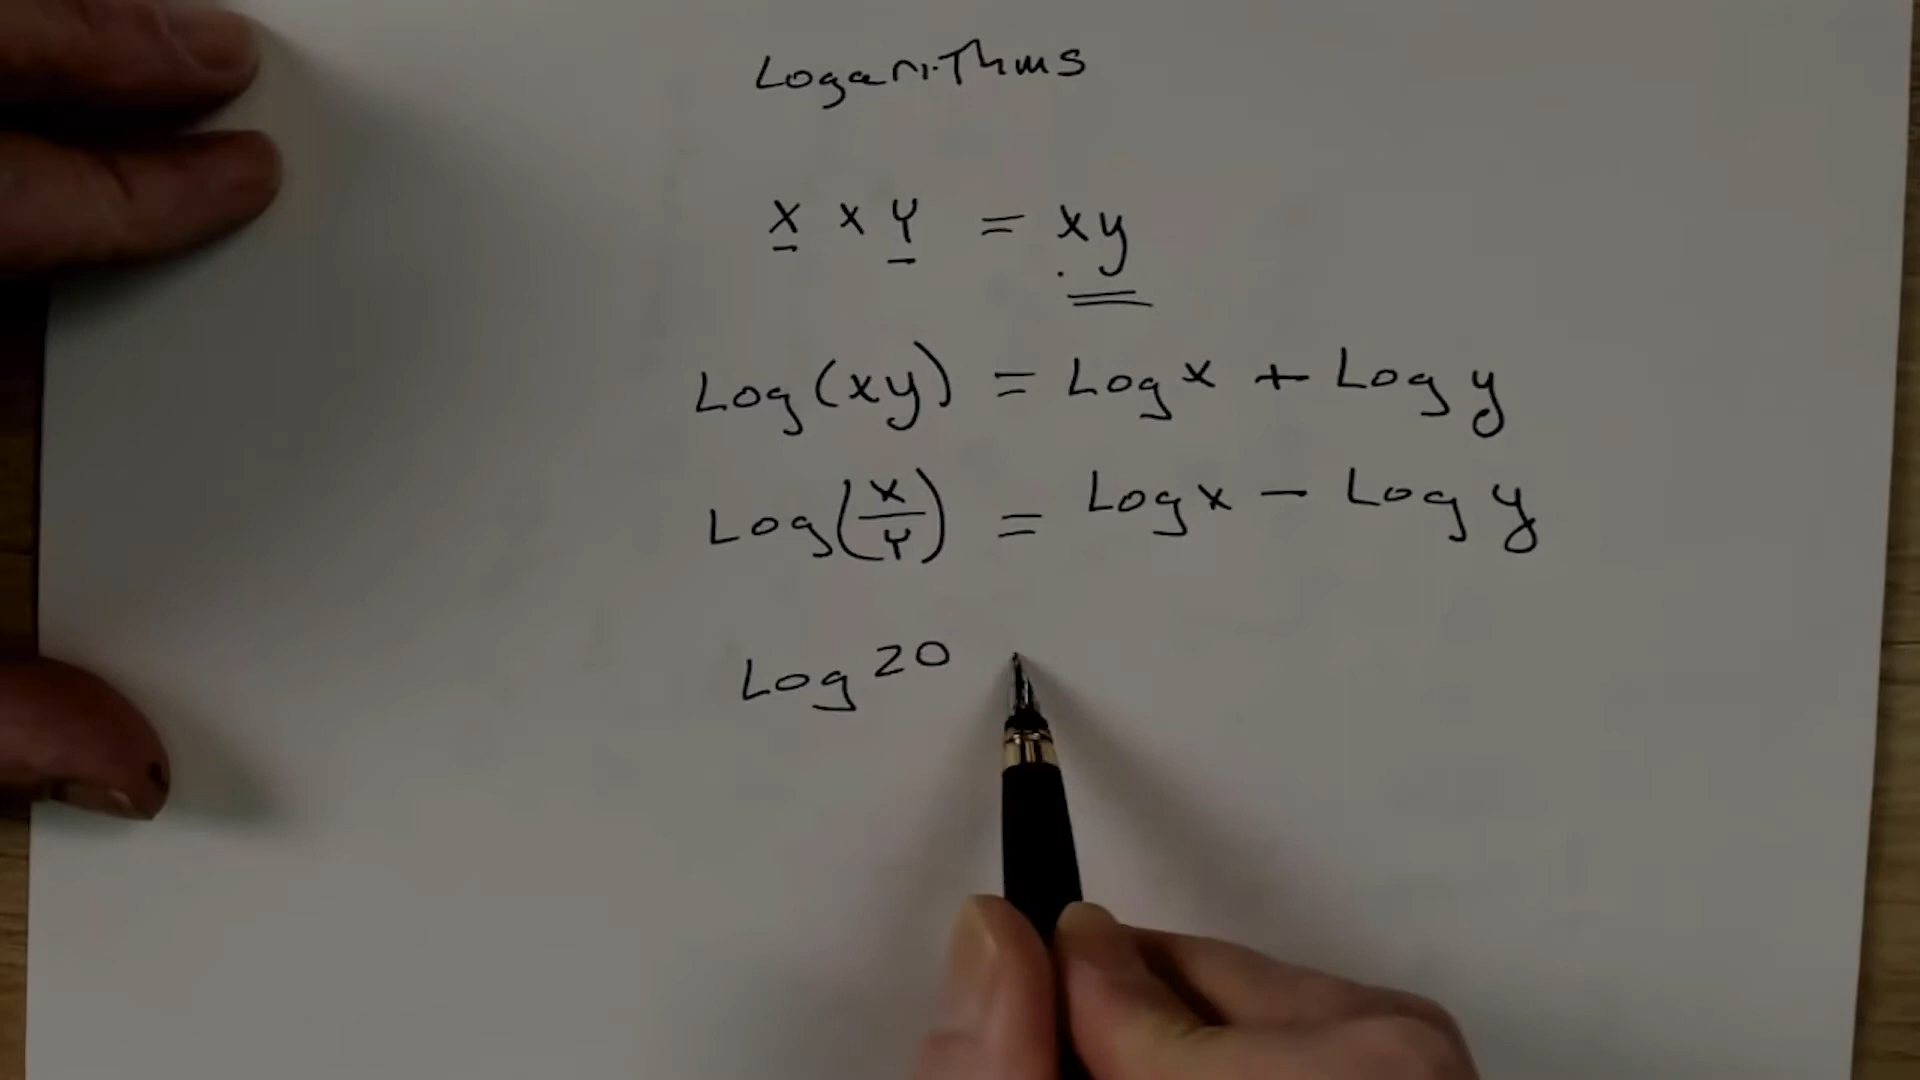 Logarithms
x × y = xy
Log(xy) = Log x + Log y
Log(x/y) = Log x - Log y
Log 20